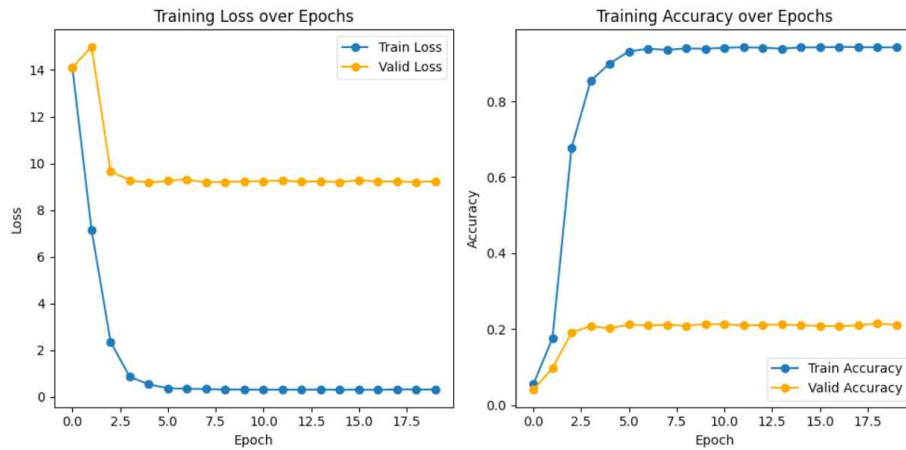 Training Loss over Epochs
Train Loss
Valid Loss
14
12
10
8
6
4
2
0
Loss
0.0 2.5 5.0 7.5 10.0 12.5 15.0 17.5
Epoch
Training Accuracy over Epochs
0.8
0.6
0.4
0.2
0.0
Accuracy
Train Accuracy
Valid Accuracy
0.0 2.5 5.0 7.5 10.0 12.5 15.0 17.5
Epoch